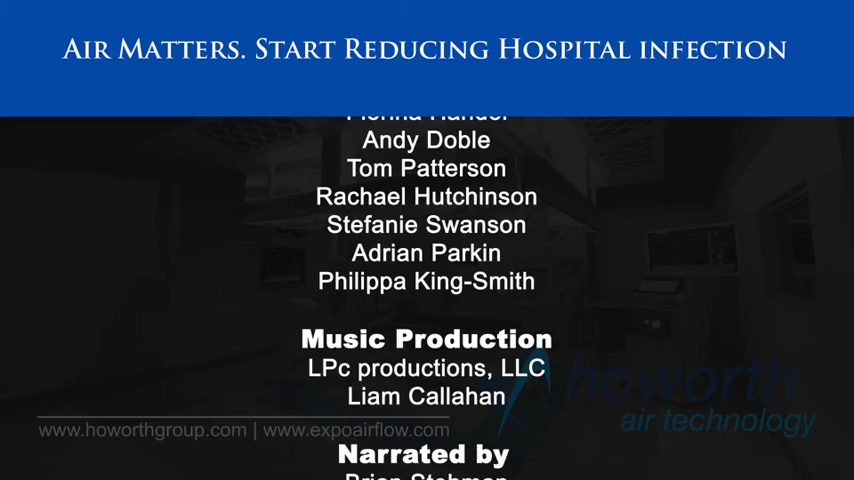 AIR MATTERS. START REDUCING HOSPITAL INFECTION
Andy Doble
Tom Patterson
Rachael Hutchinson
Stefanie Swanson
Adrian Parkin
Philippa King-Smith
Music Production
LPc productions, LLC
Liam Callahan
howorth
air technology
www.howorthgroup.com | www.expoairflow.com
Narrated by